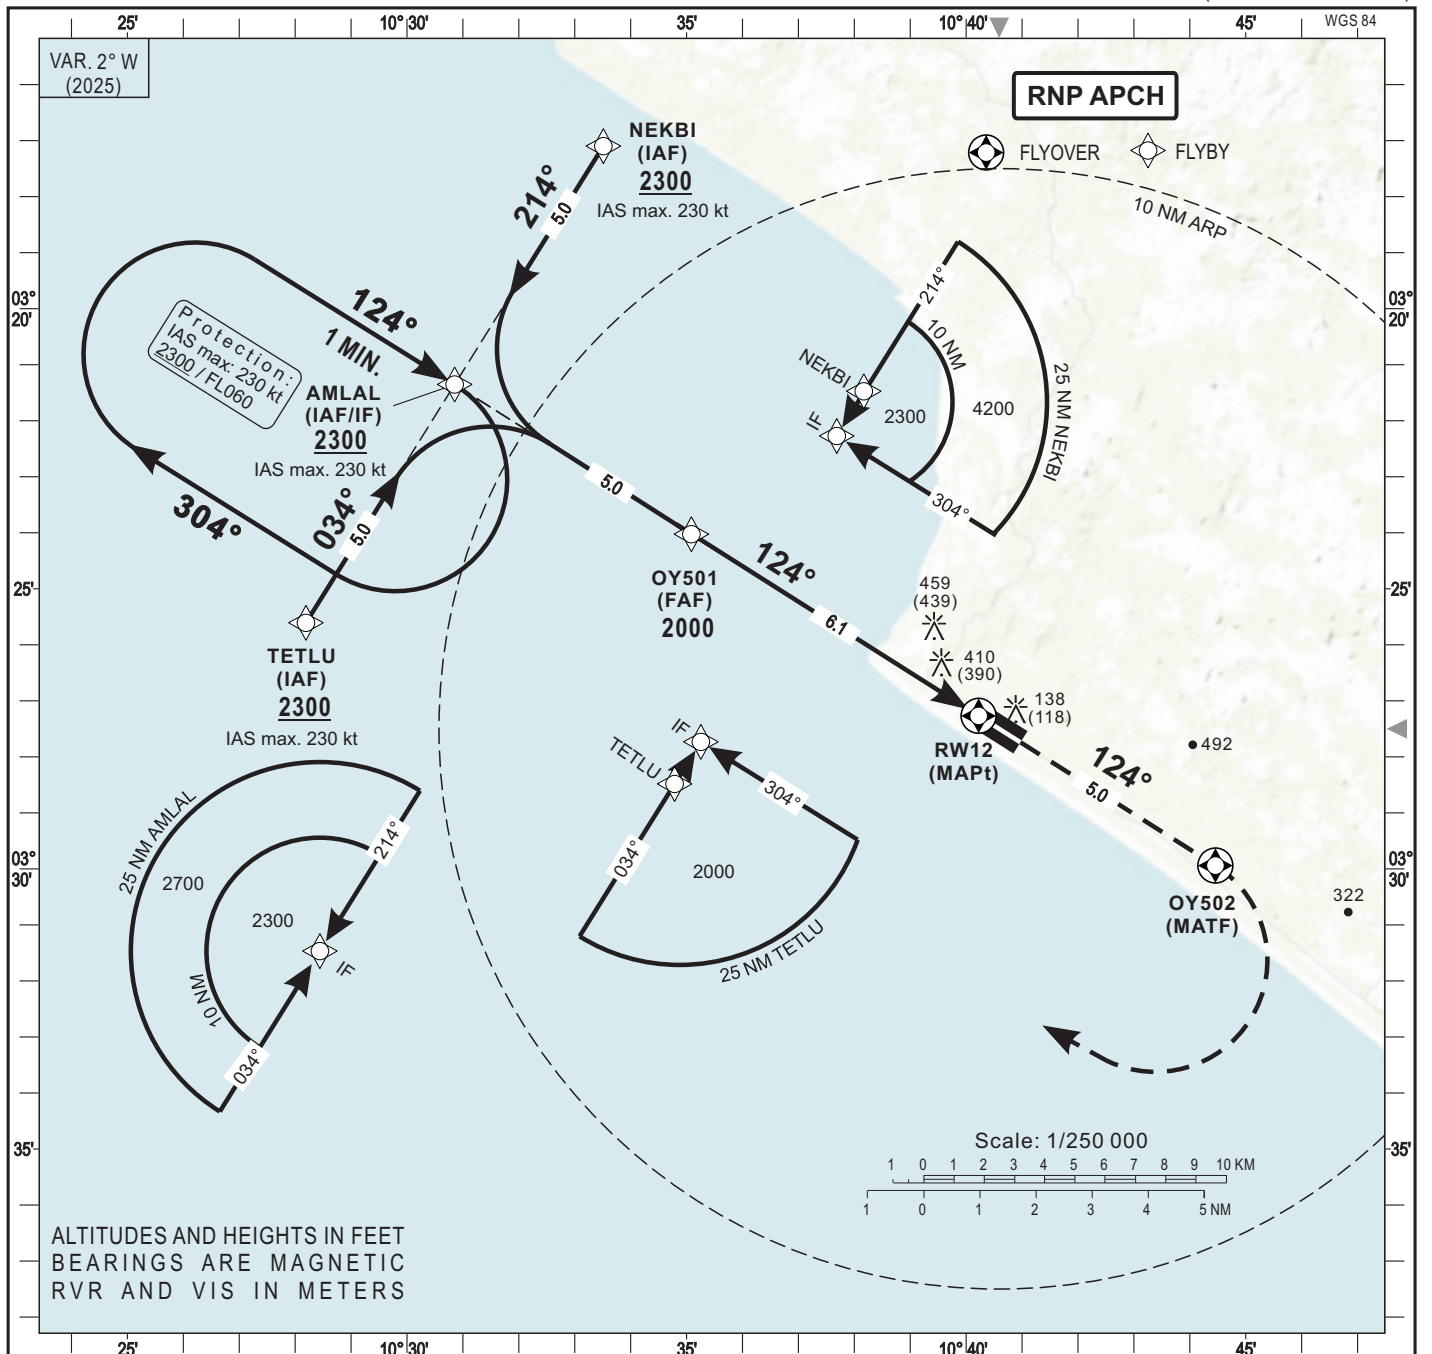 25'
10° 30'
35'
10° 40'
45'
WGS 84
VAR. 2° W
(2025)
RNP APCH
FLYOVER
FLYBY
10 NM ARP
NEKBI
(IAF)
2300
IAS max. 230 kt
214°
5.0
03°
20'
03°
20'
124°
1 MIN.
Protection:
IAS max: 230 kt
2300 / FL060
AMLAL
(IAF/IF)
2300
IAS max. 230 kt
304°
034°
5.0
TETLU
(IAF)
2300
IAS max. 230 kt
214°
10 NM
NEKBI
IF
2300
4200
25 NM NEKBI
304°
5.0
OY501
(FAF)
2000
124°
6.1
25'
25'
459
(439)
410
(390)
138
(118)
RW12
(MAPt)
492
124°
5.0
OY502
(MATF)
322
IF
TETLU
304°
034°
2000
25 NM TETLU
25 NM AMLAL
214°
2700
2300
IF
10 NM
034°
03°
30'
03°
30'
35'
35'
Scale: 1/250 000
1 0 1 2 3 4 5 6 7 8 9 10 KM
1 0 1 2 3 4 5 NM
ALTITUDES AND HEIGHTS IN FEET
BEARINGS ARE MAGNETIC
RVR AND VIS IN METERS
25'
10° 30'
35'
10° 40'
45'